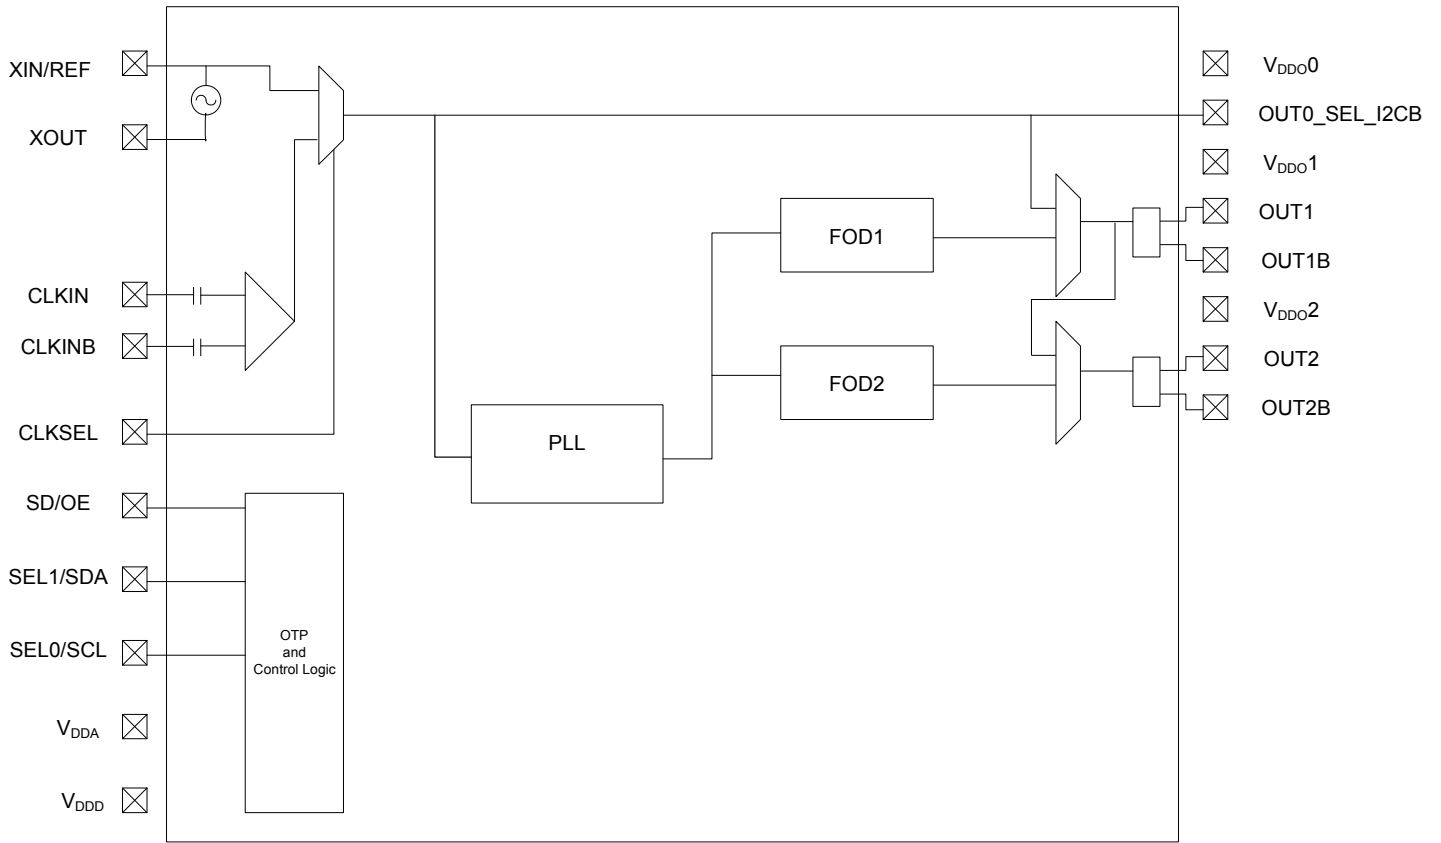 XIN/REF
XOUT
CLKIN
CLKINB
CLKSEL
SD/OE
SEL1/SDA
SEL0/SCL
VDDA
VDDD
OTP
and
Control Logic
PLL
FOD1
FOD2
VDDO0
OUT0_SEL_I2CB
VDDO1
OUT1
OUT1B
VDDO2
OUT2
OUT2B